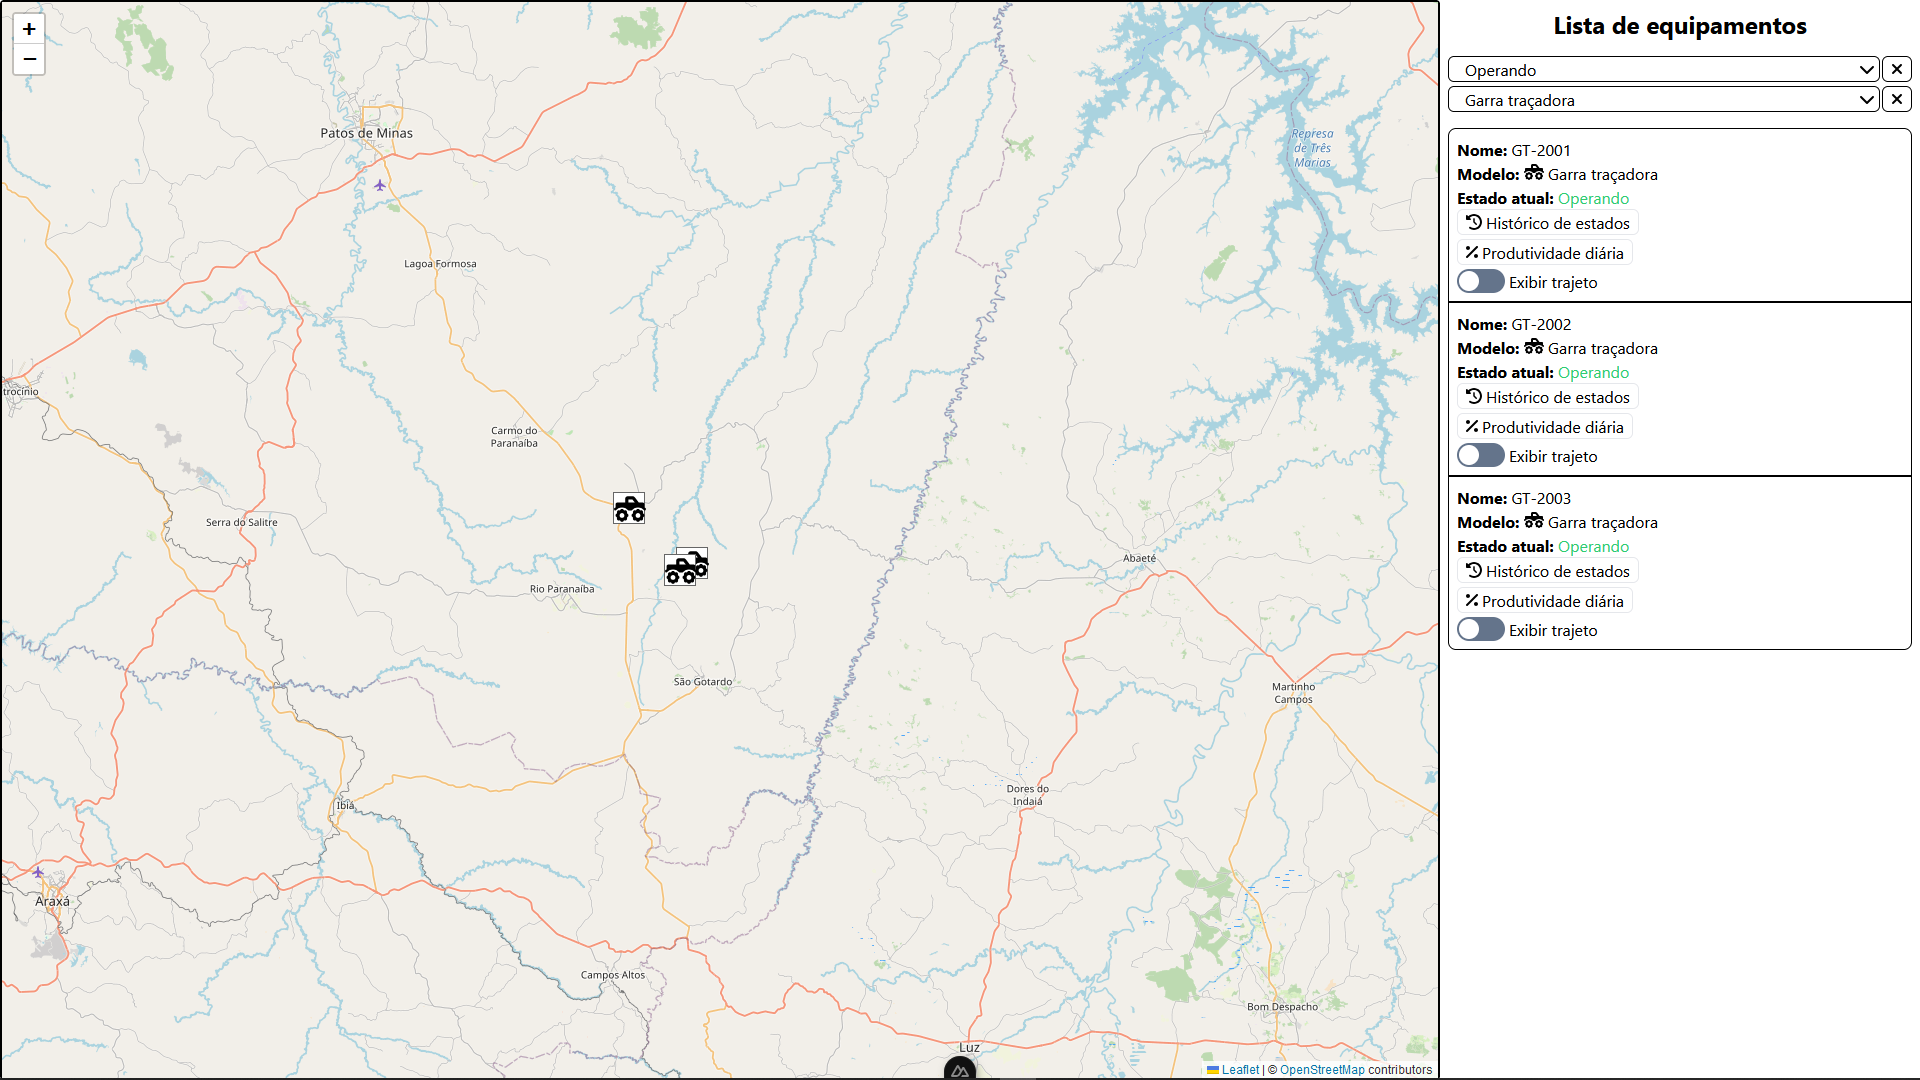 +
−
Patos de Minas
Lagoa Formosa
Represa
de Três
Marias
trocínio
Carmo do
Paranaíba
Serra do Salitre
Rio Paranaíba
Abaeté
São Gotardo
Martinho
Campos
Ibiá
Dores do
Indaiá
Araxá
Campos Altos
Bom Despacho
Luz
Leaflet | © OpenStreetMap contributors
Lista de equipamentos
Operando
Garra traçadora
Nome: GT-2001
Modelo: Garra traçadora
Estado atual: Operando
Histórico de estados
Produtividade diária
Exibir trajeto
Nome: GT-2002
Modelo: Garra traçadora
Estado atual: Operando
Histórico de estados
Produtividade diária
Exibir trajeto
Nome: GT-2003
Modelo: Garra traçadora
Estado atual: Operando
Histórico de estados
Produtividade diária
Exibir trajeto